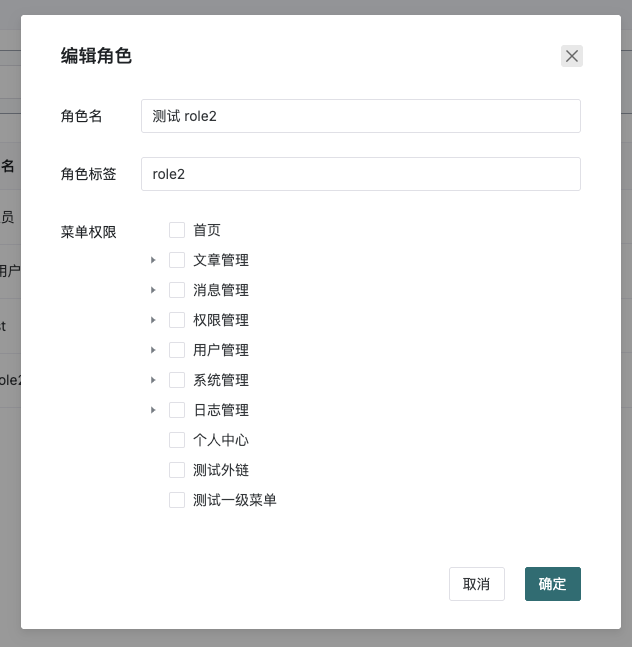 编辑角色
角色名 测试 role2
角色标签 role2
菜单权限 首页
文章管理
消息管理
权限管理
用户管理
系统管理
日志管理
个人中心
测试外链
测试一级菜单
取消 确定
名
员
用户